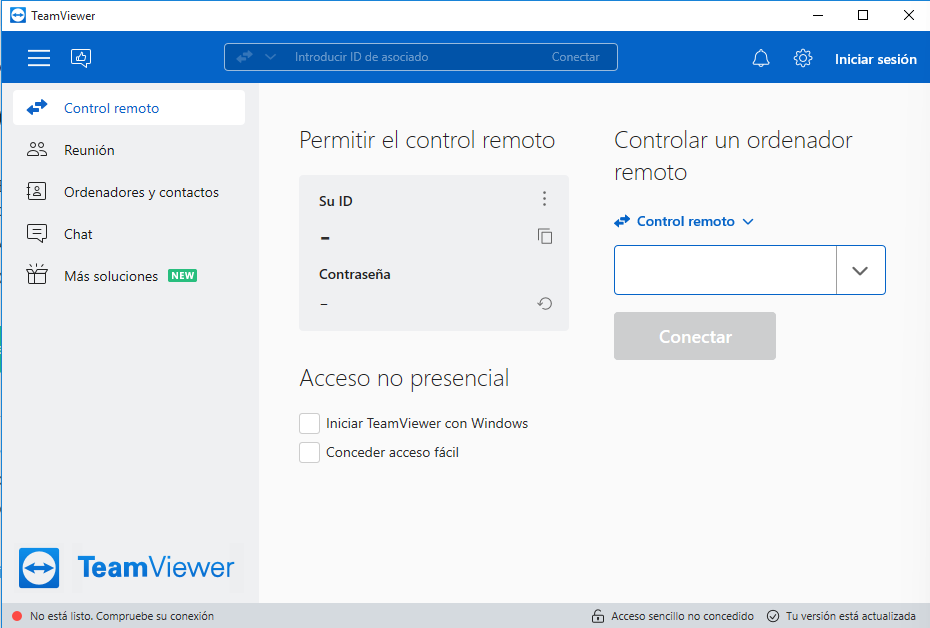 TeamViewer
Introducir ID de asociado
Conectar
Iniciar sesión
Control remoto
Reunión
Ordenadores y contactos
Chat
Más soluciones NEW
Permitir el control remoto
Su ID
–
Contraseña
–
Acceso no presencial
Iniciar TeamViewer con Windows
Conceder acceso fácil
Controlar un ordenador
remoto
Control remoto
Conectar
TeamViewer
No está listo. Compruebe su conexión
Acceso sencillo no concedido
Tu versión está actualizada